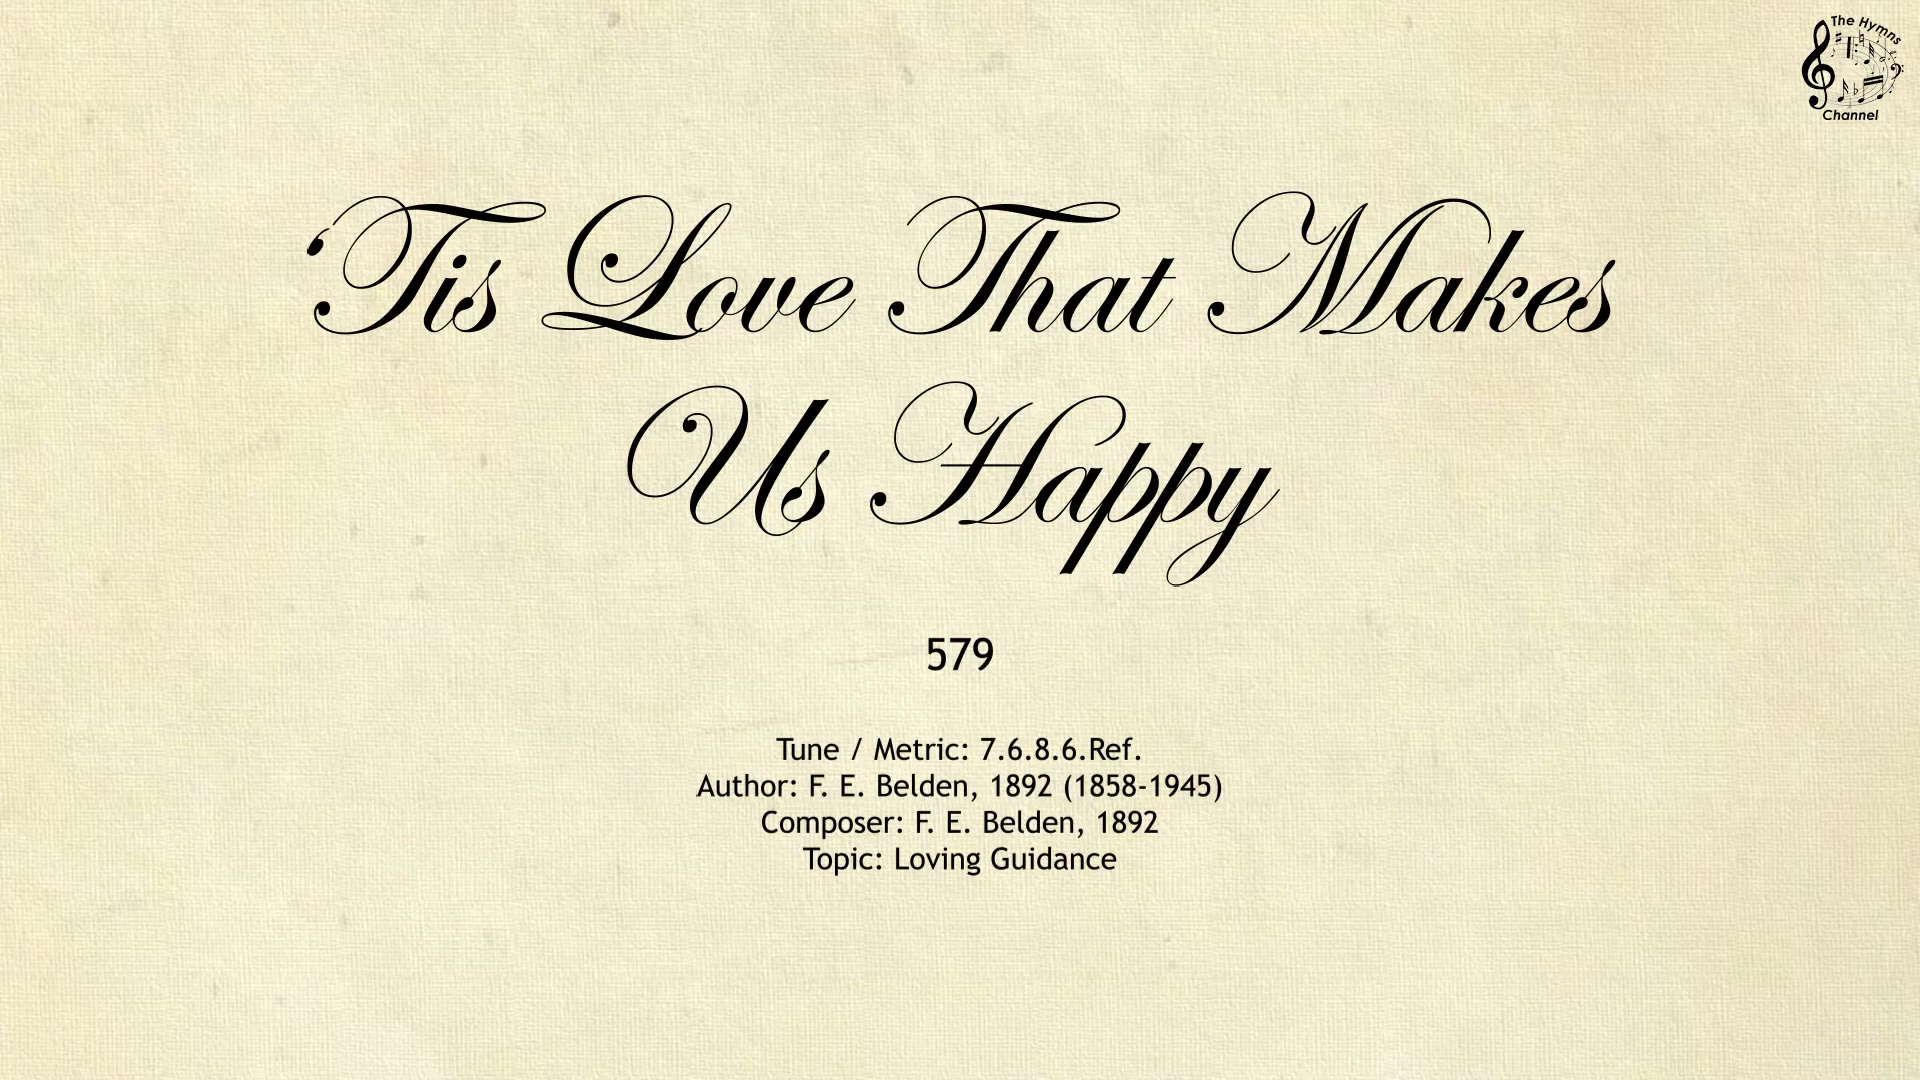 The Hymns
Channel
‘Tis Love That Makes
Us Happy
579
Tune / Metric: 7.6.8.6.Ref.
Author: F. E. Belden, 1892 (1858-1945)
Composer: F. E. Belden, 1892
Topic: Loving Guidance